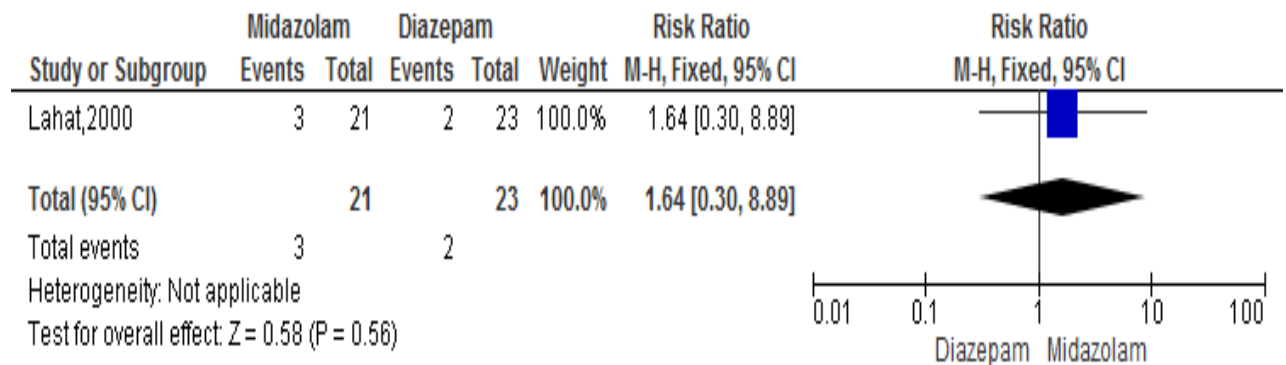 Midazolam Diazepam Risk Ratio Risk Ratio
Study or Subgroup Events Total Events Total Weight M-H, Fixed, 95% CI M-H, Fixed, 95% CI
Lahat,2000 3 21 2 23 100.0% 1.64 [0.30, 8.89]
Total (95% CI) 21 23 100.0% 1.64 [0.30, 8.89]
Total events 3 2
Heterogeneity: Not applicable
Test for overall effect: Z = 0.58 (P = 0.56)
0.01 0.1 1 10 100
Diazepam Midazolam